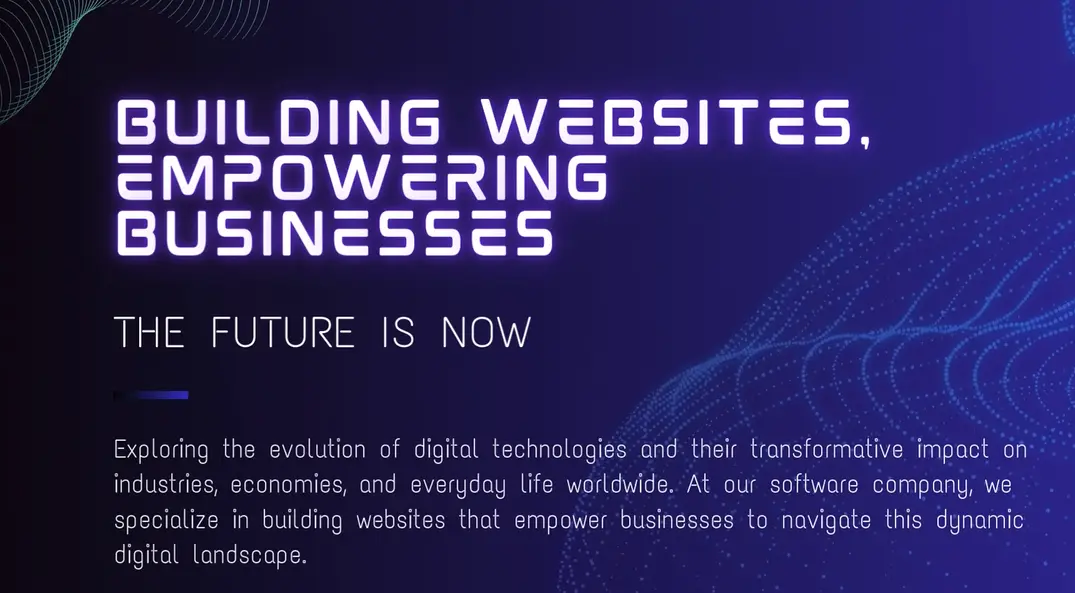 BUILDING WEBSITES,
EMPOWERING
BUSINESSES
THE FUTURE IS NOW
Exploring the evolution of digital technologies and their transformative impact on
industries, economies, and everyday life worldwide. At our software company, we
specialize in building websites that empower businesses to navigate this dynamic
digital landscape.